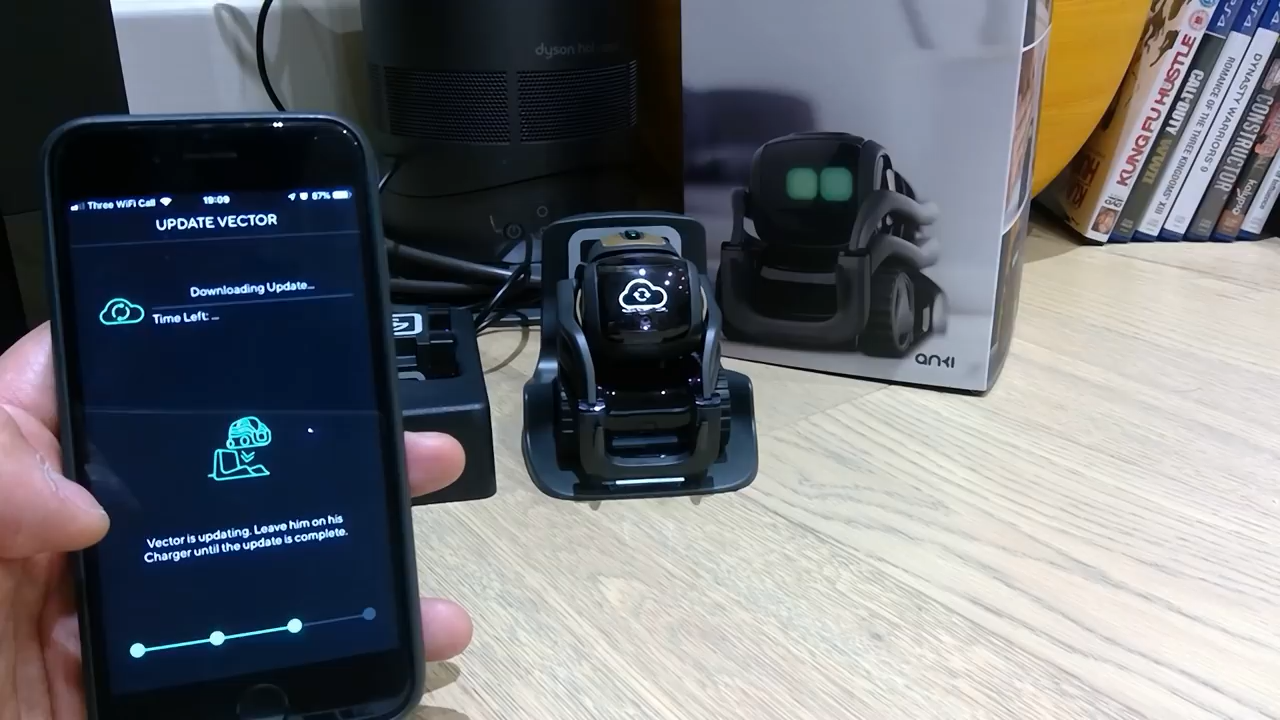 Three WiFi Call
19:09
87%
UPDATE VECTOR
Downloading Update...
Time Left: --
Vector is updating. Leave him on his
Charger until the update is complete.
dyson hot
anki
KUNG FU HUSTLE
CALL OF DUTY WWII
ROMANCE OF THE THREE KINGDOMS XIII
DYNASTY WARRIORS 9
CONSTRUCTOR